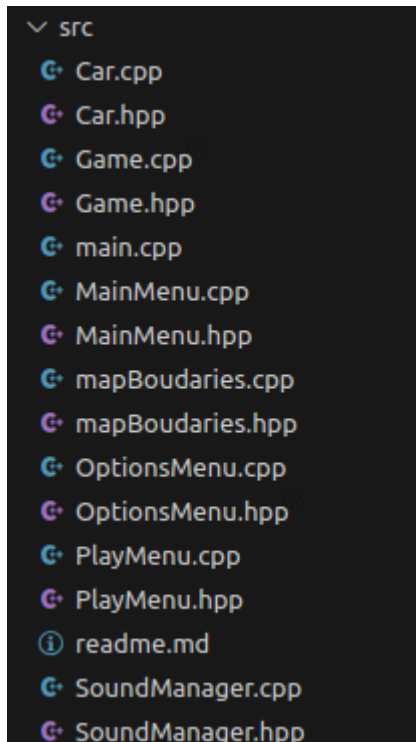 src
Car.cpp
Car.hpp
Game.cpp
Game.hpp
main.cpp
MainMenu.cpp
MainMenu.hpp
mapBoudaries.cpp
mapBoudaries.hpp
OptionsMenu.cpp
OptionsMenu.hpp
PlayMenu.cpp
PlayMenu.hpp
readme.md
SoundManager.cpp
SoundManager.hpp